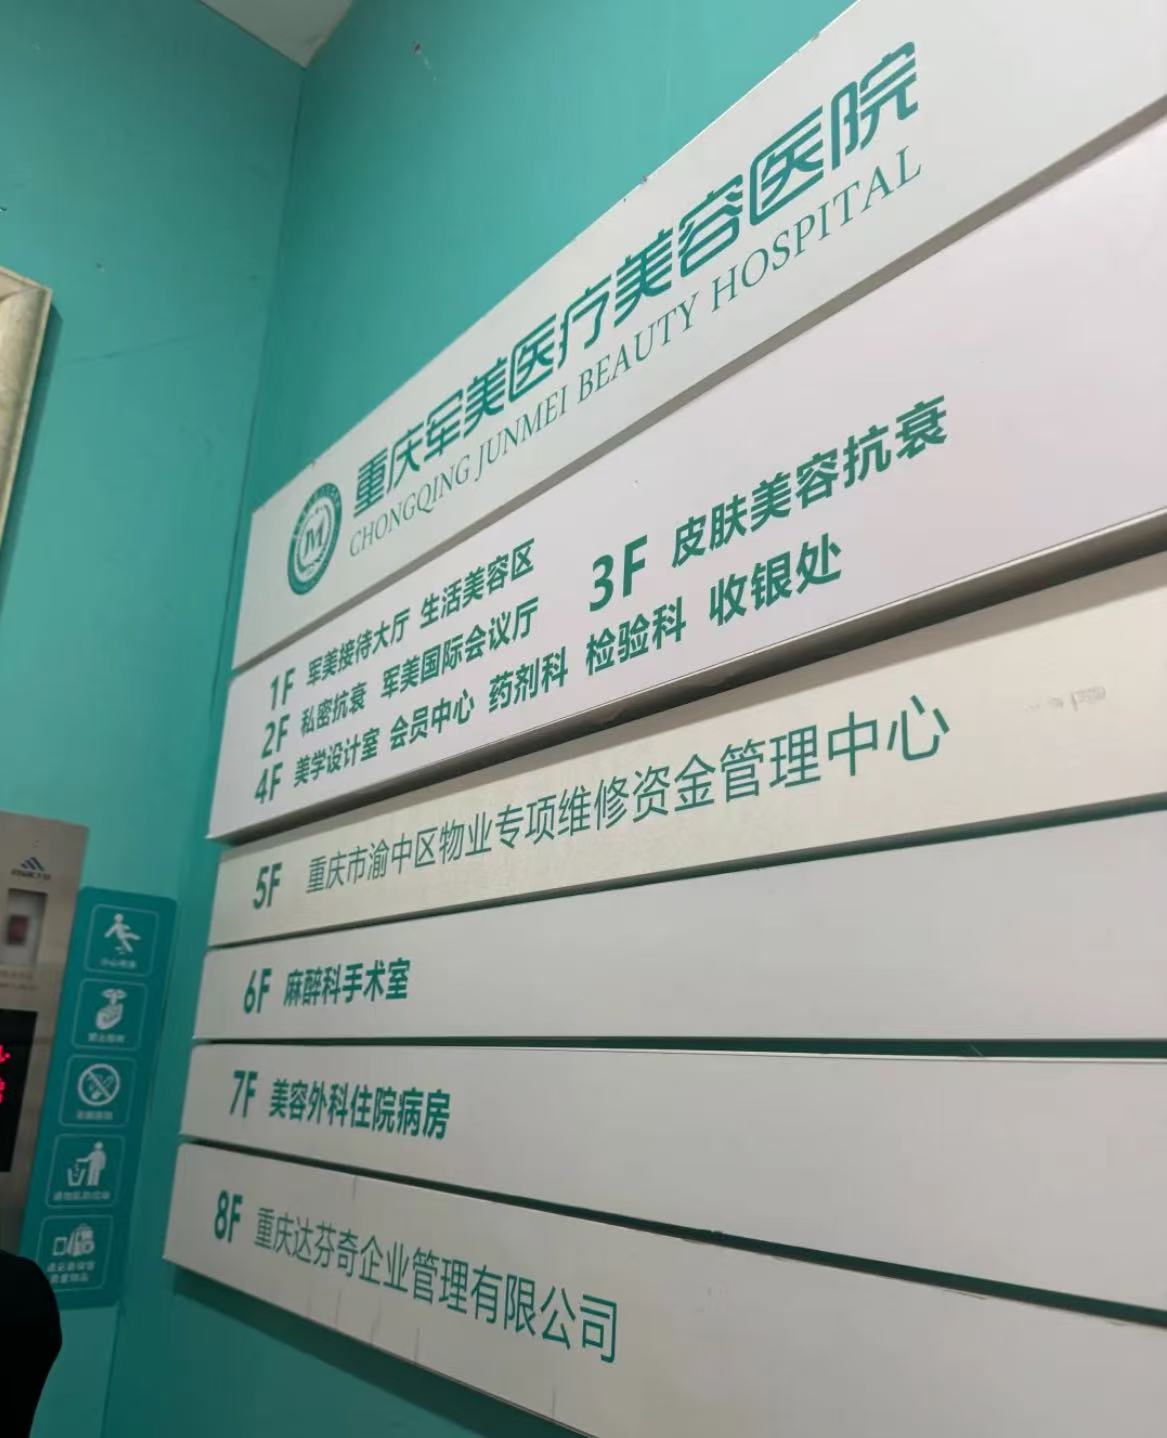 重庆军美医疗美容医院
CHONGQING JUNMEI BEAUTY HOSPITAL
1F 军美接待大厅 生活美容区
2F 私密抗衰 军美国际会议厅
3F 皮肤美容抗衰
4F 美学设计室 会员中心 药剂科 检验科 收银处
5F 重庆市渝中区物业专项维修资金管理中心
6F 麻醉科手术室
7F 美容外科住院病房
8F 重庆达芬奇企业管理有限公司